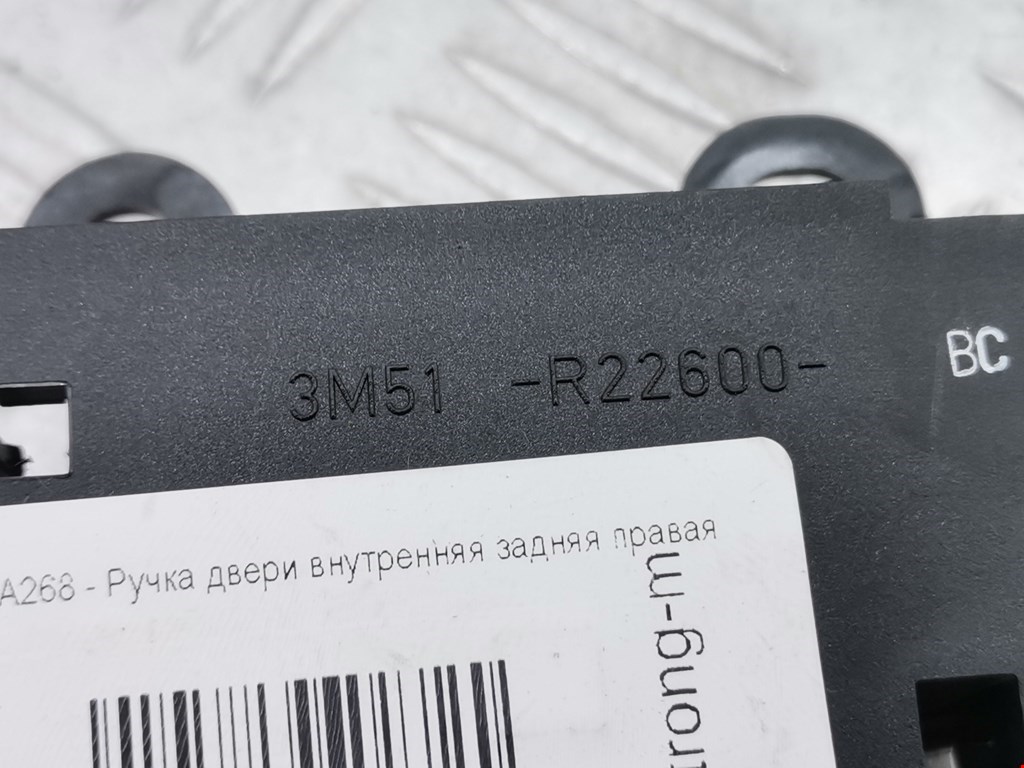 3M51 -R22600-
BC
A268 - Ручка двери внутренняя задняя правая
rong-m